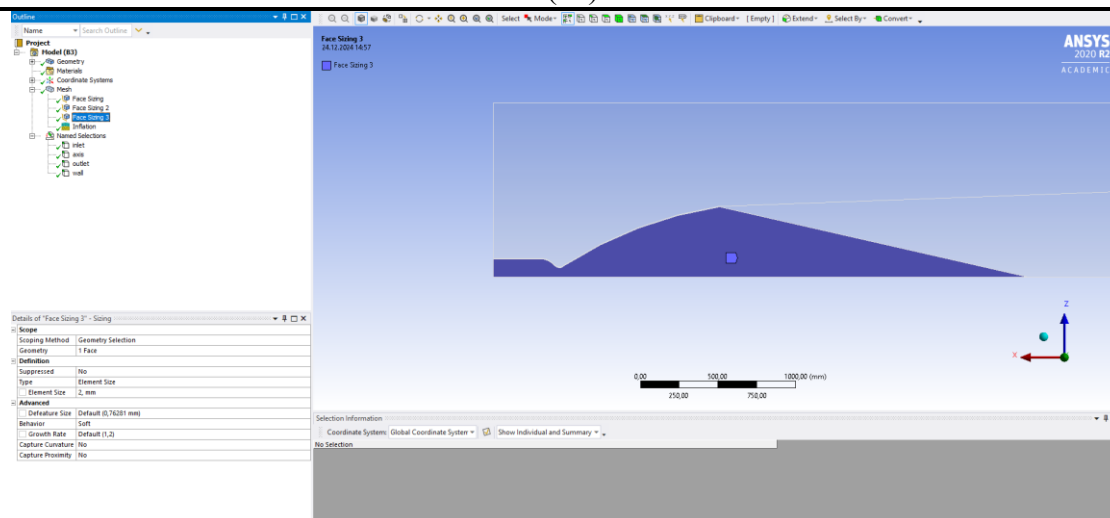 Outline
Name
Search Outline
Project
Model (B3)
Geometry
Materials
Coordinate Systems
Mesh
Face Sizing
Face Sizing 2
Face Sizing 3
Inflation
Named Selections
inlet
axis
outlet
wall
Details of "Face Sizing 3" - Sizing
Scope
Scoping Method Geometry Selection
Geometry 1 Face
Definition
Suppressed No
Type Element Size
Element Size 2, mm
Advanced
Defeature Size Default (0,76281 mm)
Behavior Soft
Growth Rate Default (1,2)
Capture Curvature No
Capture Proximity No
Select Mode Clipboard [Empty] Extend Select By Convert
Face Sizing 3
24.12.2024 14:57
Face Sizing 3
ANSYS
2020 R2
ACADEMIC
Z
X
0,00 500,00 1000,00 (mm)
250,00 750,00
Selection Information
Coordinate System: Global Coordinate System Show Individual and Summary
No Selection